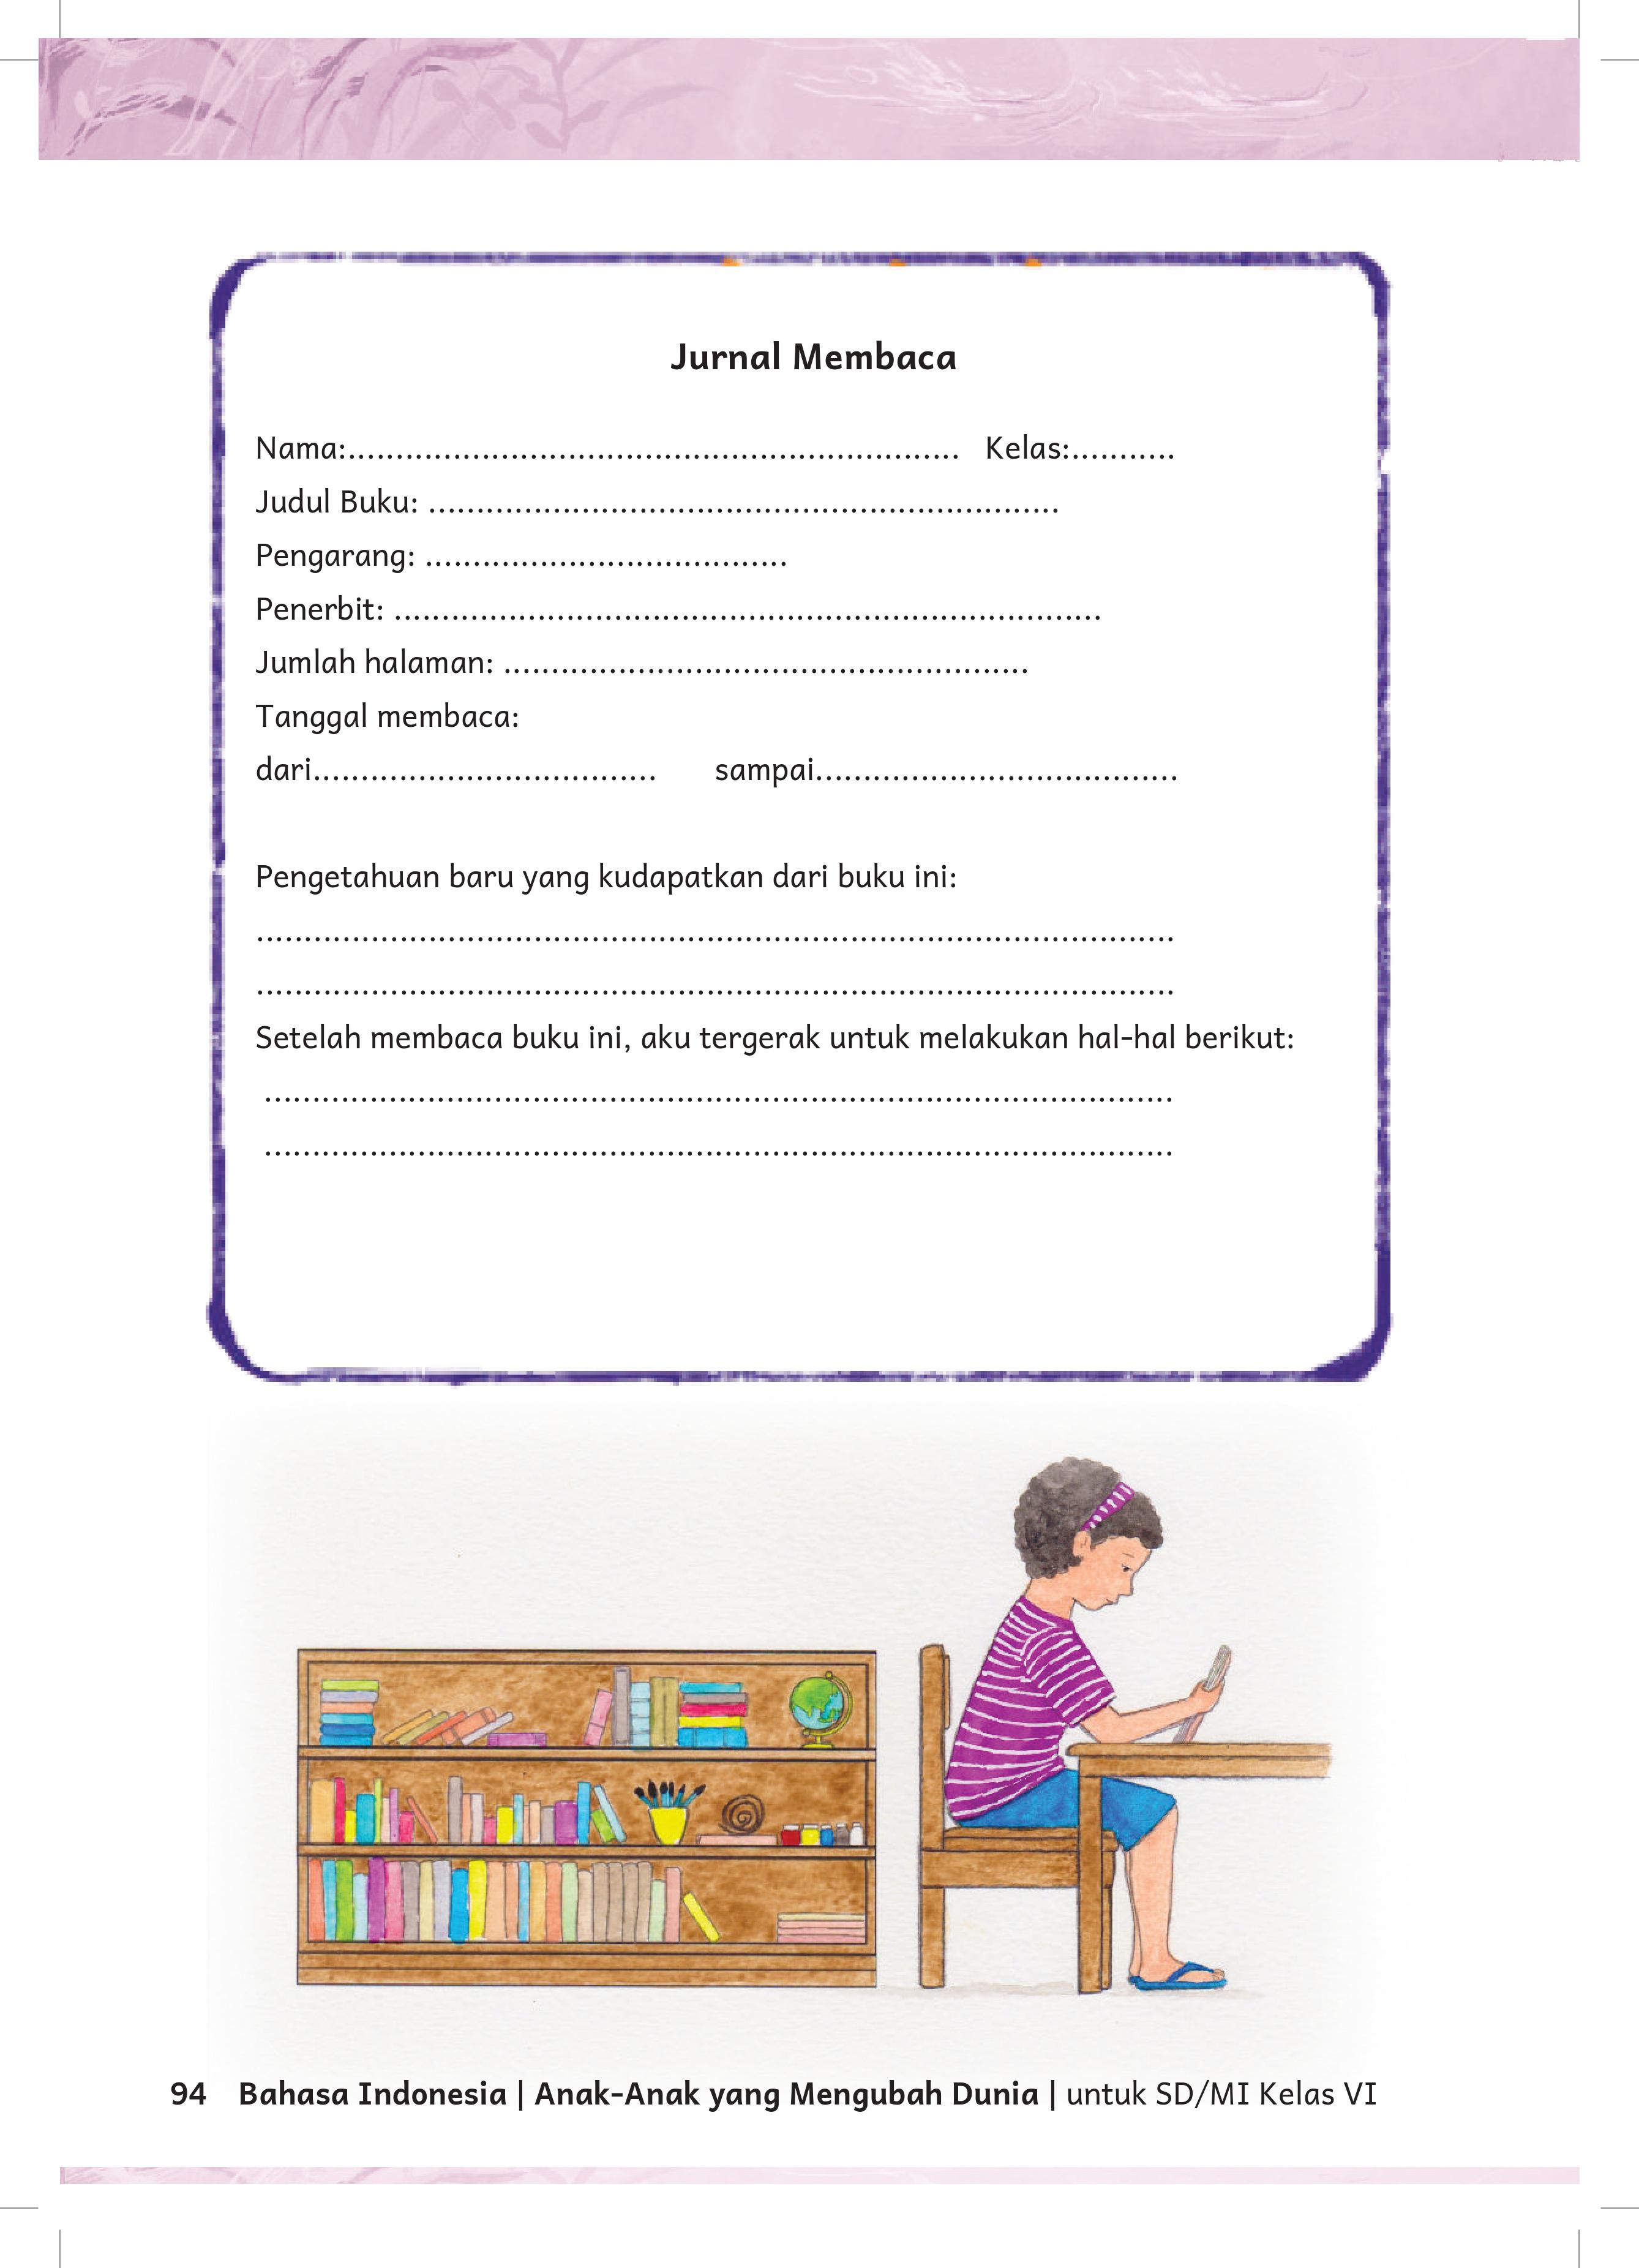 Jurnal Membaca
Nama:................................................................ Kelas:...........
Judul Buku: ..................................................................
Pengarang: ......................................
Penerbit: ..........................................................................
Jumlah halaman: .......................................................
Tanggal membaca:
dari.................................... sampai......................................
Pengetahuan baru yang kudapatkan dari buku ini:
................................................................................................
................................................................................................
Setelah membaca buku ini, aku tergerak untuk melakukan hal-hal berikut:
...............................................................................................
...............................................................................................
94 Bahasa Indonesia | Anak-Anak yang Mengubah Dunia | untuk SD/MI Kelas VI